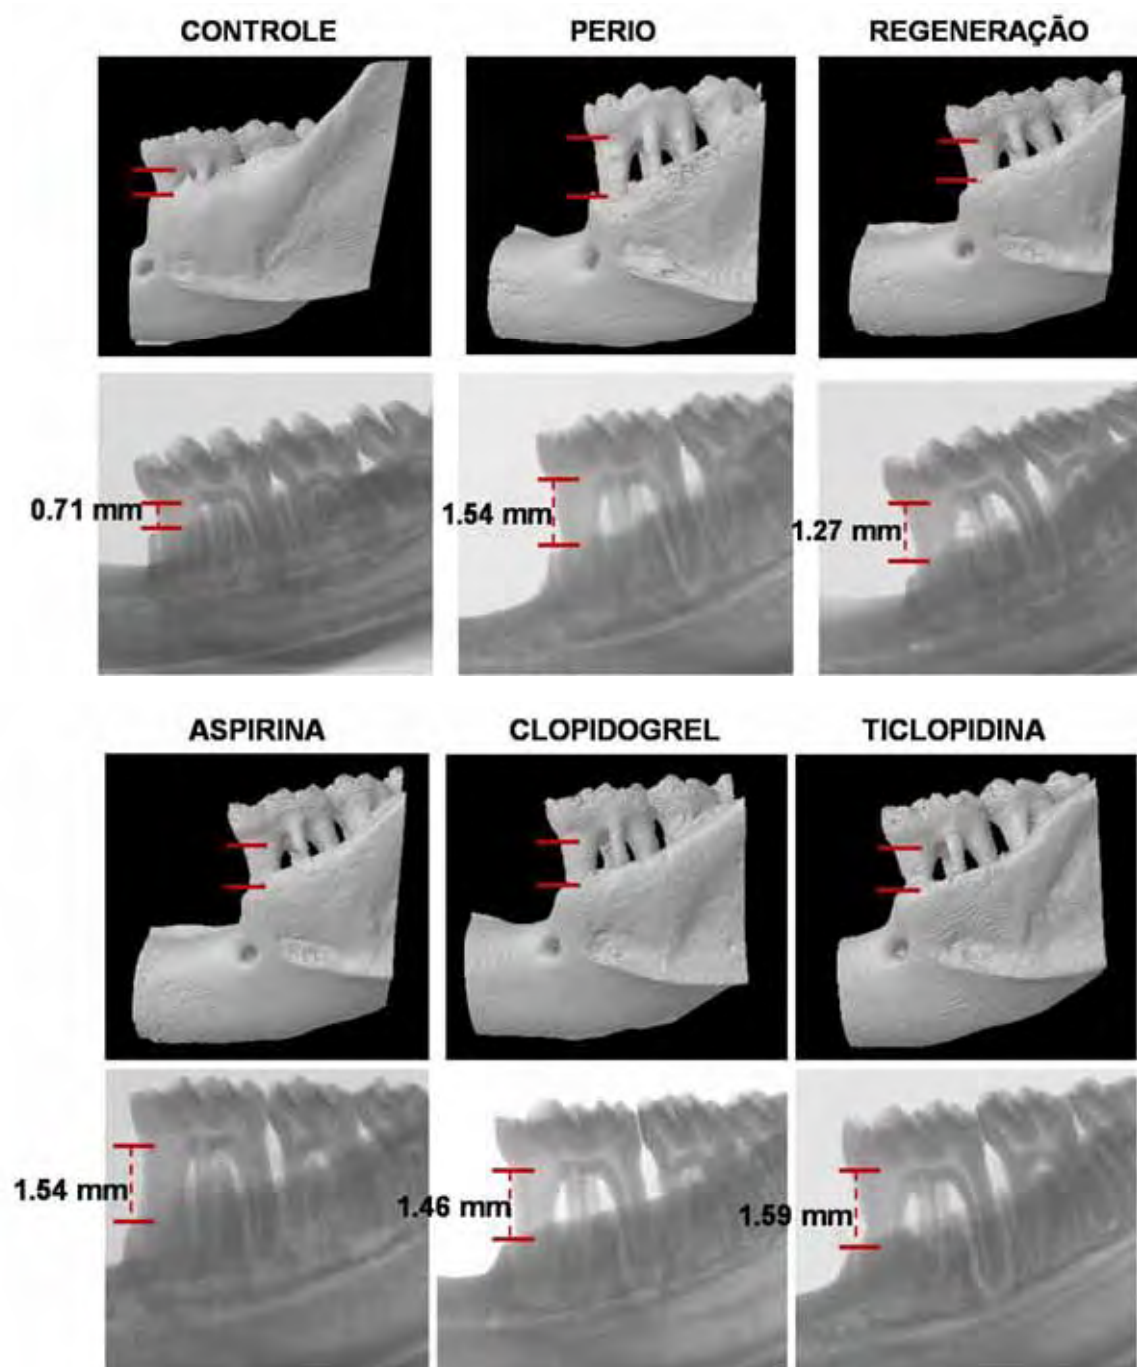 CONTROLE
PERIO
REGENERAÇÃO
0.71 mm
1.54 mm
1.27 mm
ASPIRINA
CLOPIDOGREL
TICLOPIDINA
1.54 mm
1.46 mm
1.59 mm